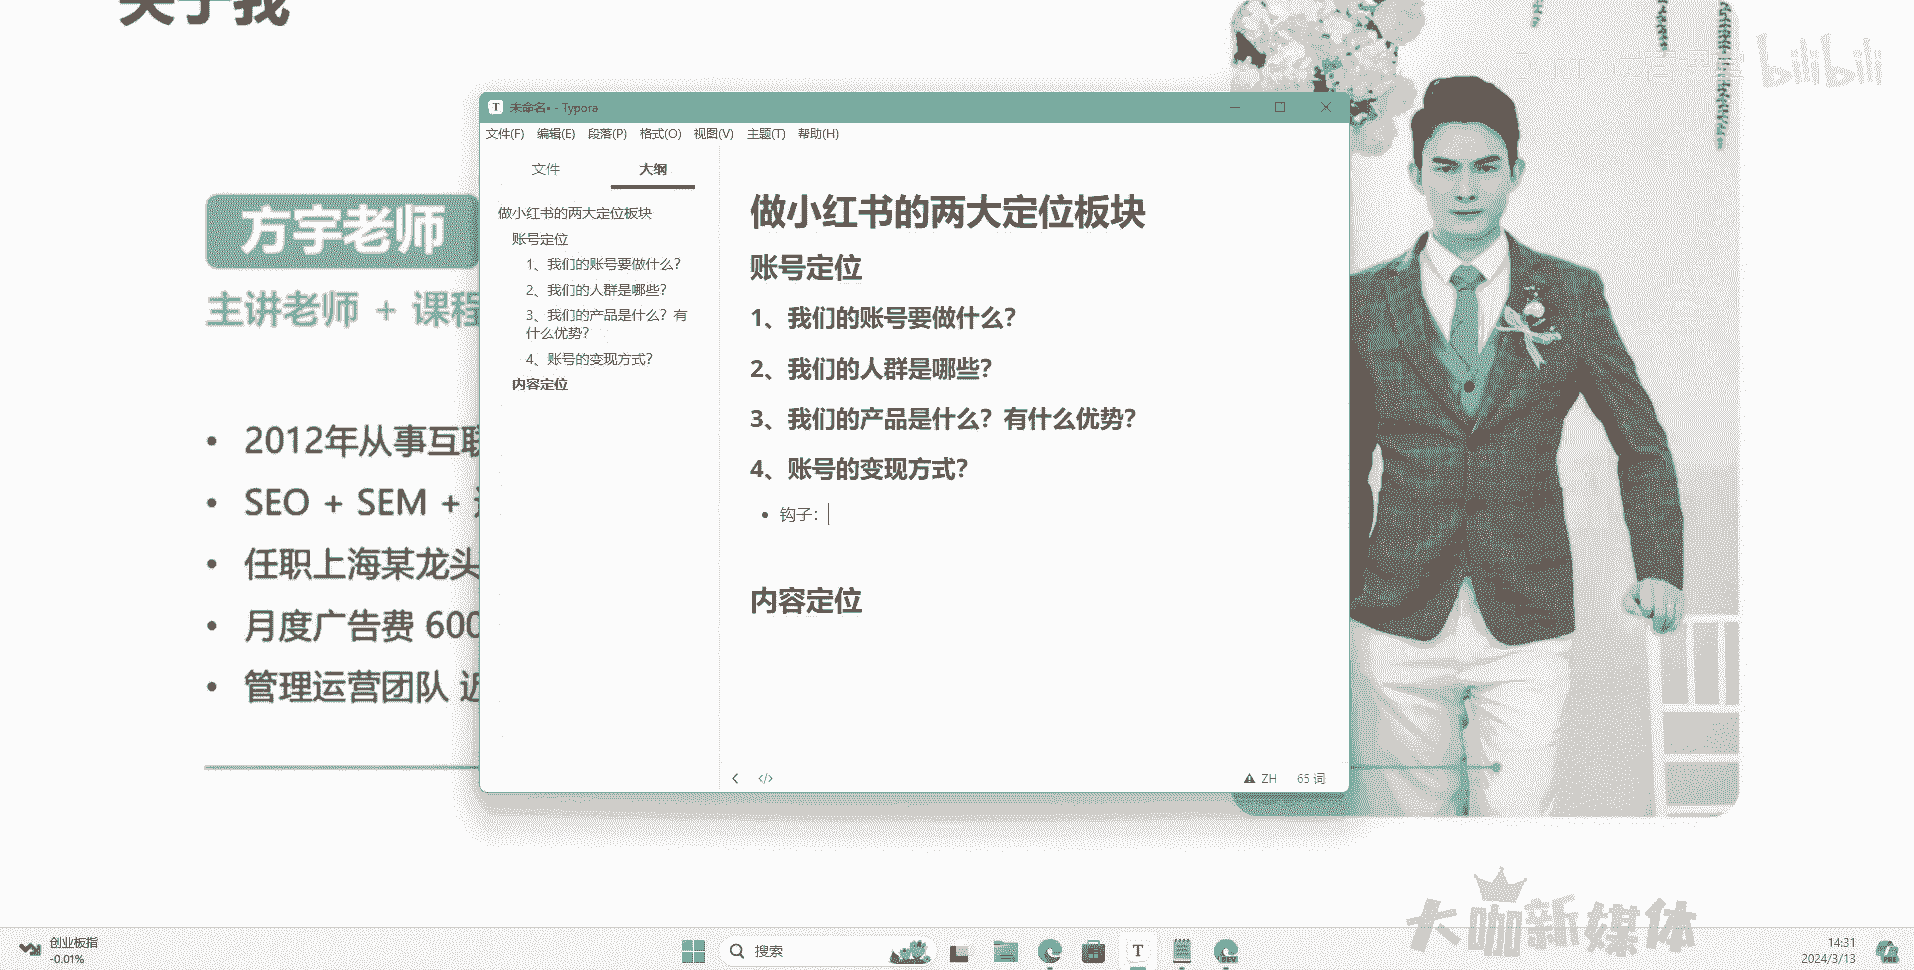 关于我
bilibili
方宇老师
主讲老师 + 课程
2012年从事互联
SEO + SEM +
任职上海某龙头
月度广告费 600
管理运营团队 近
未命名• - Typora
文件(F) 编辑(E) 段落(P) 格式(O) 视图(V) 主题(T) 帮助(H)
文件 大纲
做小红书的两大定位板块
账号定位
1、我们的账号要做什么?
2、我们的人群是哪些?
3、我们的产品是什么? 有
什么优势?
4、账号的变现方式?
内容定位
做小红书的两大定位板块
账号定位
1、我们的账号要做什么?
2、我们的人群是哪些?
3、我们的产品是什么? 有什么优势?
4、账号的变现方式?
钩子:
内容定位
</>
ZH 65 词
大咖新媒体
创业板指
-0.01%
搜索
T
DEV
14:31
2024/3/13
PRE